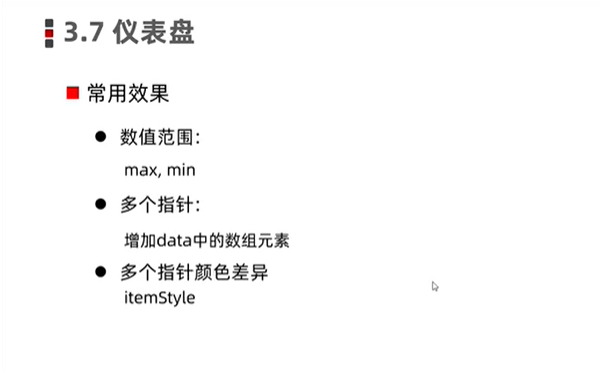 3.7 仪表盘
常用效果
数值范围：
max, min
多个指针：
增加data中的数组元素
多个指针颜色差异
itemStyle